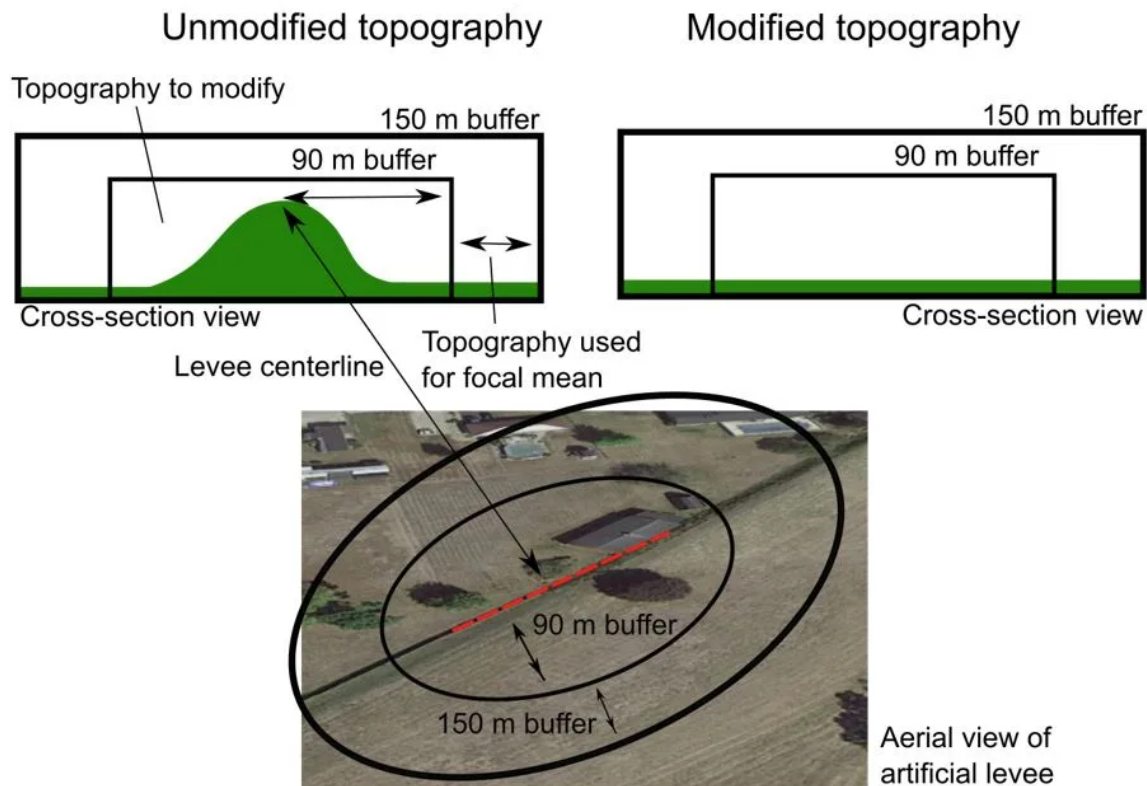 Unmodified topography
Modified topography
Topography to modify
150 m buffer
90 m buffer
150 m buffer
90 m buffer
Cross-section view
Cross-section view
Levee centerline
Topography used
for focal mean
90 m buffer
150 m buffer
Aerial view of
artificial levee